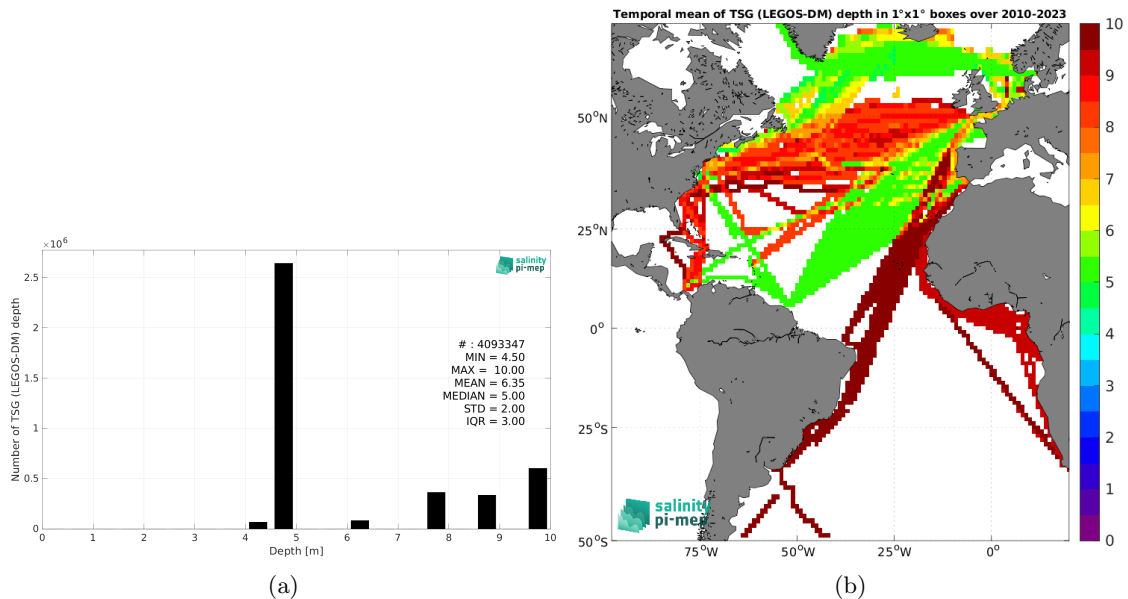 ×10⁶
2.5
2
1.5
1
0.5
0
Number of TSG (LEGOS-DM) depth
salinity
pi-mep
# : 4093347
MIN = 4.50
MAX = 10.00
MEAN = 6.35
MEDIAN = 5.00
STD = 2.00
IQR = 3.00
0 1 2 3 4 5 6 7 8 9 10
Depth [m]
(a)
Temporal mean of TSG (LEGOS-DM) depth in 1°x1° boxes over 2010-2023
50°N
25°N
0°
25°S
50°S
75°W 50°W 25°W 0°
salinity
pi-mep
10
9
8
7
6
5
4
3
2
1
0
(b)